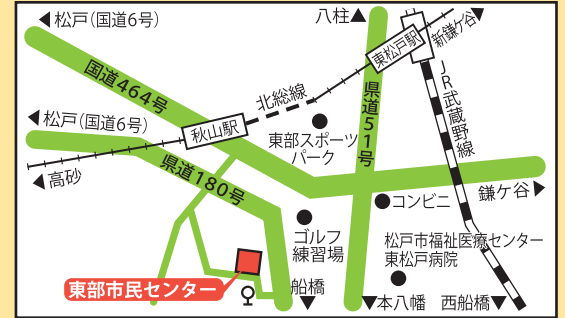 ◀松戸（国道6号）
八柱▲
新鎌ケ谷▶
東松戸駅
国道464号
北総線
県道51号
JR武蔵野線
◀松戸（国道6号）
秋山駅
東部スポーツ
パーク
◀高砂
県道180号
鎌ケ谷▶
コンビニ
ゴルフ
練習場
松戸市福祉医療センター
東松戸病院
東部市民センター
船橋
▼
▼本八幡
西船橋▼